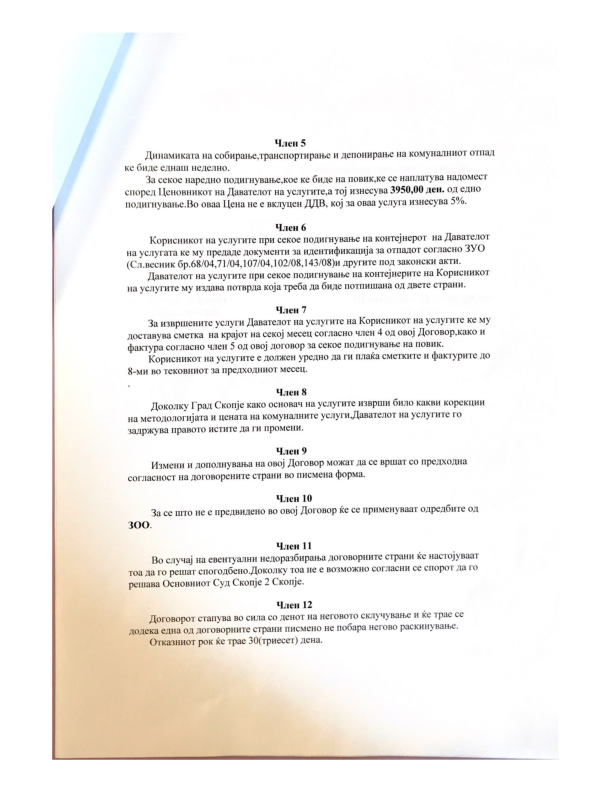 Член 5
Динамиката на собирање,транспортирање и депонирање на комуналниот отпад
ке биде еднаш неделно.
За секое наредно подигнување,кое ке биде на повик,ке се наплатува надомест
според Ценовникот на Давателот на услугите,а тој изнесува 3950,00 ден. од едно
подигнување.Во оваа Цена не е вклуцен ДДВ, кој за оваа услуга изнесува 5%.
Член 6
Корисникот на услугите при секое подигнување на контејнерот на Давателот
на услугата ке му предаде документи за идентификација за отпадот согласно ЗУО
(Сл.весник бр.68/04,71/04,107/04,102/08,143/08)и другите под законски акти.
Давателот на услугите при секое подигнување на контејнерите на Корисникот
на услугите му издава потврда која треба да биде потпишана од двете страни.
Член 7
За извршените услуги Давателот на услугите на Корисникот на услугите ке му
доставува сметка на крајот на секој месец согласно член 4 од овој Договор,како и
фактура согласно член 5 од овој договор за секое подигнување на повик.
Корисникот на услугите е должен уредно да ги плаќа сметките и фактурите до
8-ми во тековниот за предходниот месец.
.
Член 8
Доколку Град Скопје како основач на услугите изврши било какви корекции
на методологијата и цената на комуналните услуги,Давателот на услугите го
задржува правото истите да ги промени.
Член 9
Измени и дополнувања на овој Договор можат да се вршат со предходна
согласност на договорените страни во писмена форма.
Член 10
За се што не е предвидено во овој Договор ќе се применуваат одредбите од
ЗОО.
Член 11
Во случај на евентуални недоразбирања договорните страни ќе настојуваат
тоа да го решат спогодбено.Доколку тоа не е возможно согласни се спорот да го
решава Основниот Суд Скопје 2 Скопје.
Член 12
Договорот стапува во сила со денот на неговото склучување и ќе трае се
додека една од договорните страни писмено не побара негово раскинување.
Отказниот рок ќе трае 30(триесет) дена.